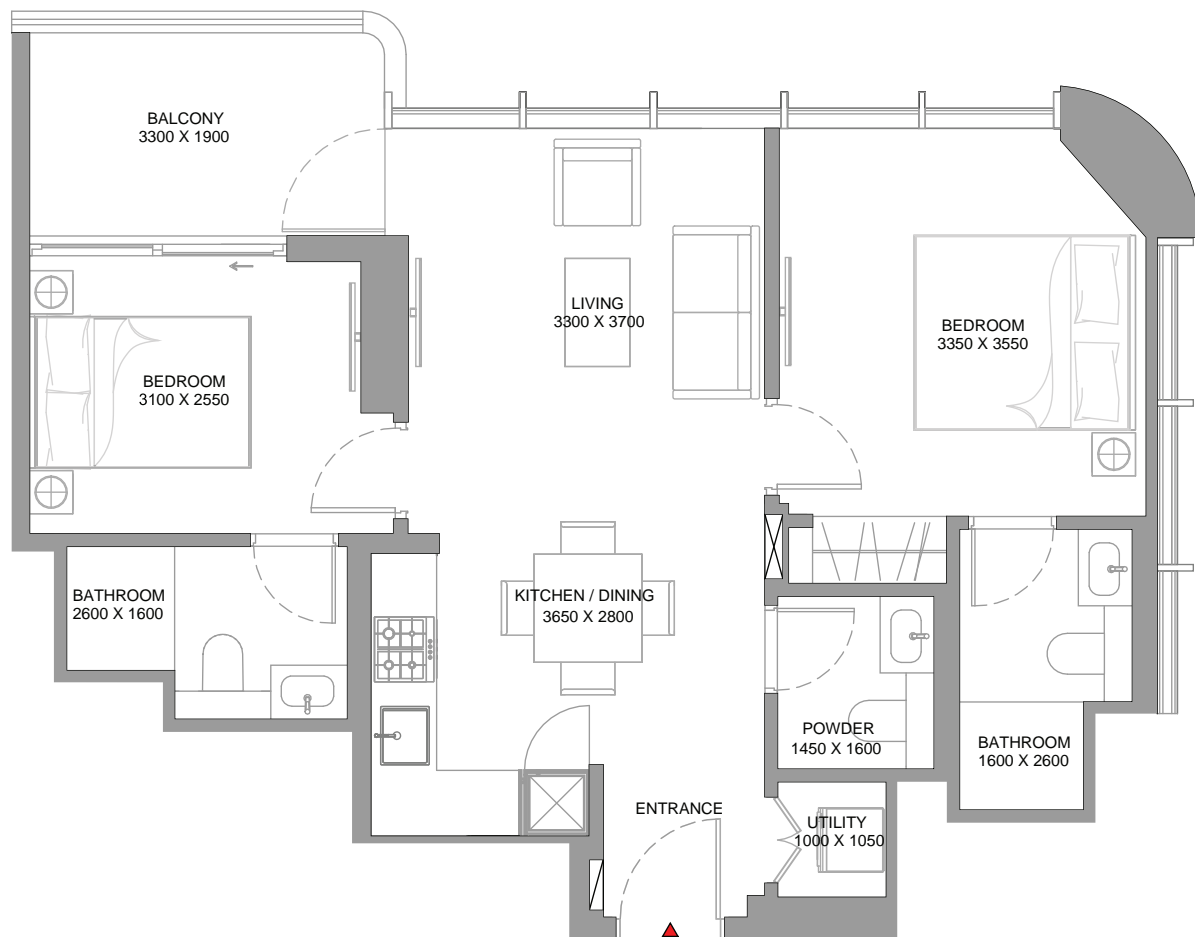 BALCONY
3300 X 1900
LIVING
3300 X 3700
BEDROOM
3350 X 3550
BEDROOM
3100 X 2550
BATHROOM
2600 X 1600
KITCHEN / DINING
3650 X 2800
POWDER
1450 X 1600
BATHROOM
1600 X 2600
ENTRANCE
UTILITY
1000 X 1050